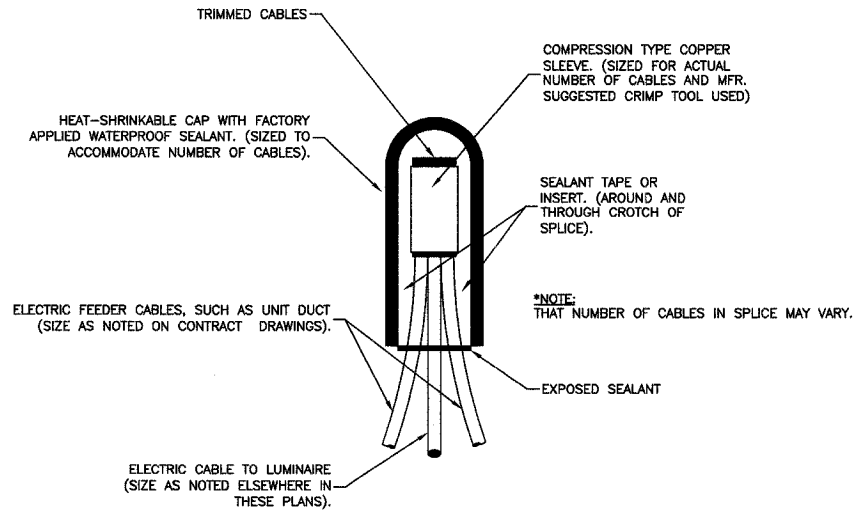 TRIMMED CABLES
COMPRESSION TYPE COPPER
SLEEVE. (SIZED FOR ACTUAL
NUMBER OF CABLES AND MFR.
SUGGESTED CRIMP TOOL USED)
HEAT-SHRINKABLE CAP WITH FACTORY
APPLIED WATERPROOF SEALANT. (SIZED TO
ACCOMMODATE NUMBER OF CABLES).
SEALANT TAPE OR
INSERT. (AROUND AND
THROUGH CROTCH OF
SPLICE).
ELECTRIC FEEDER CABLES, SUCH AS UNIT DUCT
(SIZE AS NOTED ON CONTRACT DRAWINGS).
*NOTE:
THAT NUMBER OF CABLES IN SPLICE MAY VARY.
EXPOSED SEALANT
ELECTRIC CABLE TO LUMINAIRE
(SIZE AS NOTED ELSEWHERE IN
THESE PLANS).